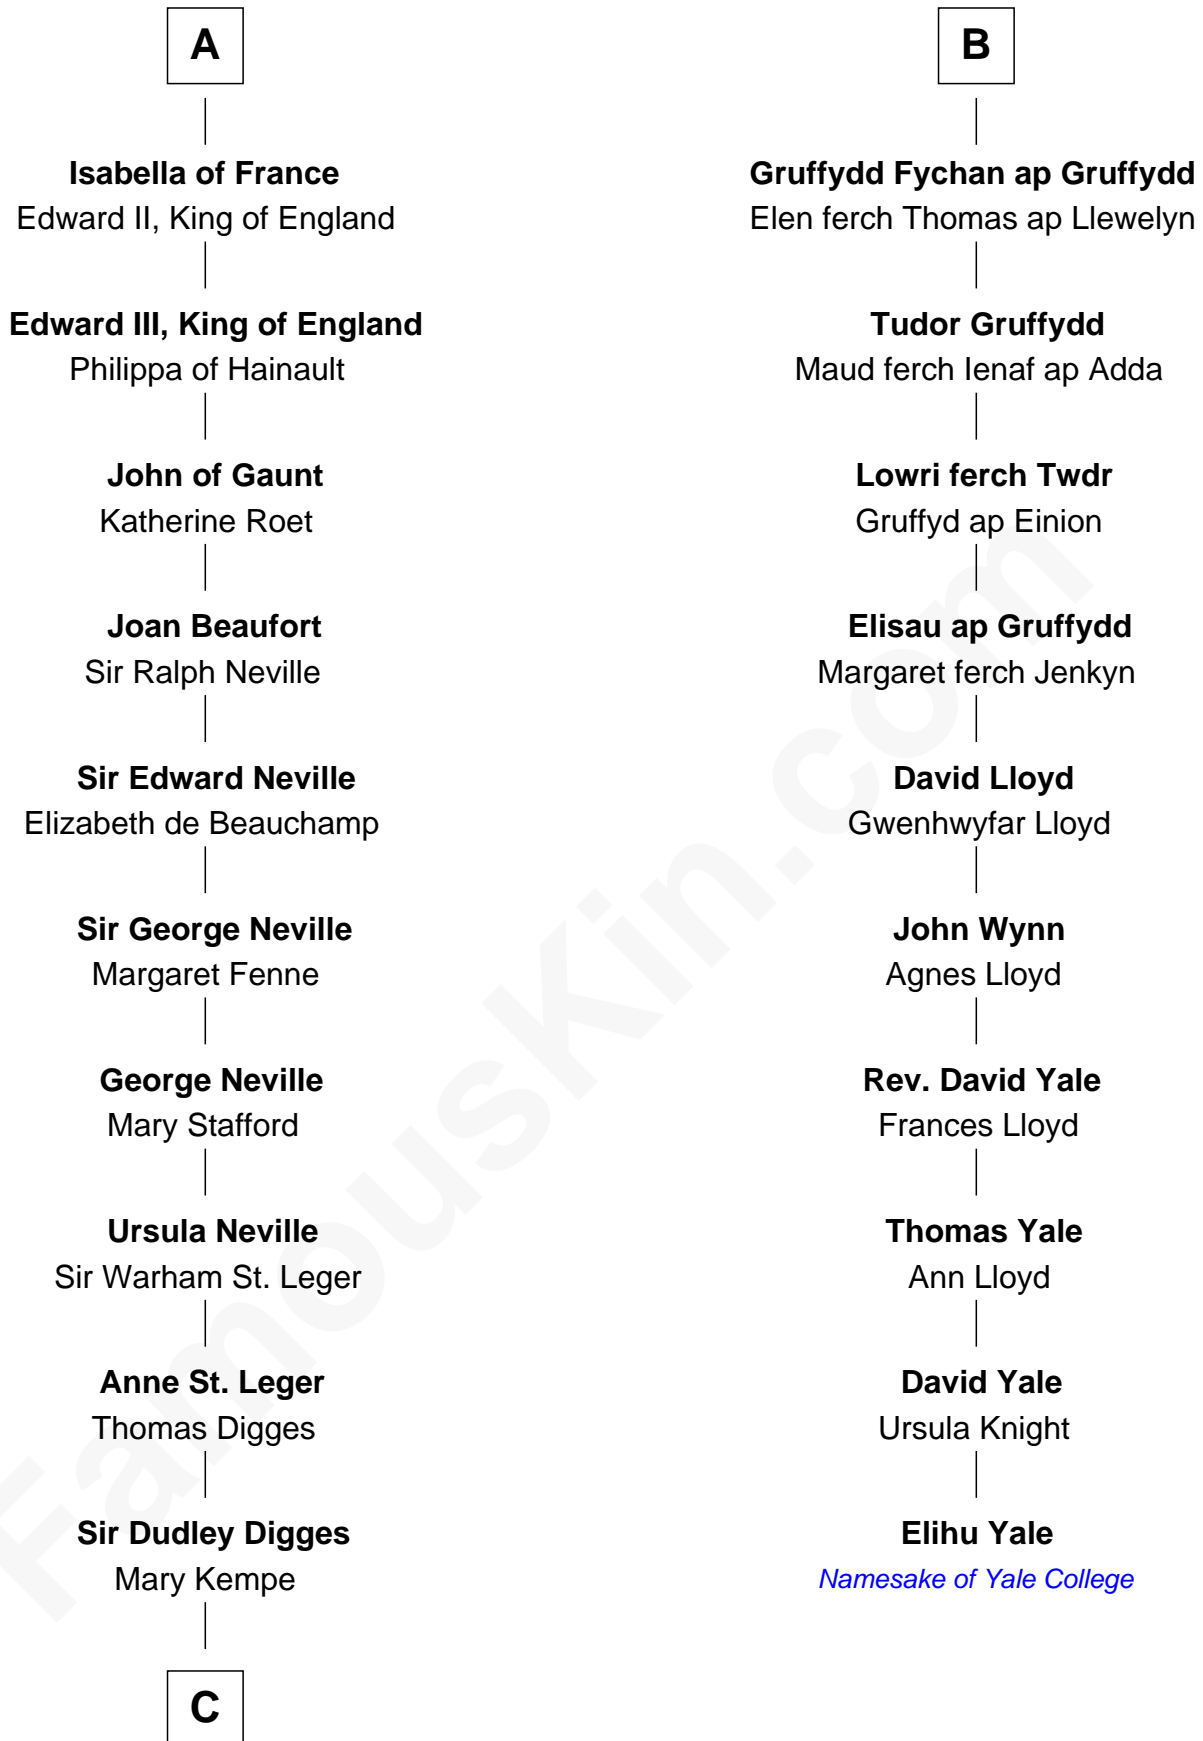 A
Isabella of France
Edward II, King of England
Edward III, King of England
Philippa of Hainault
John of Gaunt
Katherine Roet
Joan Beaufort
Sir Ralph Neville
Sir Edward Neville
Elizabeth de Beauchamp
Sir George Neville
Margaret Fenne
George Neville
Mary Stafford
Ursula Neville
Sir Warham St. Leger
Anne St. Leger
Thomas Digges
Sir Dudley Digges
Mary Kempe
C
B
Gruffydd Fychan ap Gruffydd
Elen ferch Thomas ap Llewelyn
Tudor Gruffydd
Maud ferch Ienaf ap Adda
Lowri ferch Twdr
Gruffyd ap Einion
Elisau ap Gruffydd
Margaret ferch Jenkyn
David Lloyd
Gwenhwyfar Lloyd
John Wynn
Agnes Lloyd
Rev. David Yale
Frances Lloyd
Thomas Yale
Ann Lloyd
David Yale
Ursula Knight
Elihu Yale
Namesake of Yale College
FamousKin.com